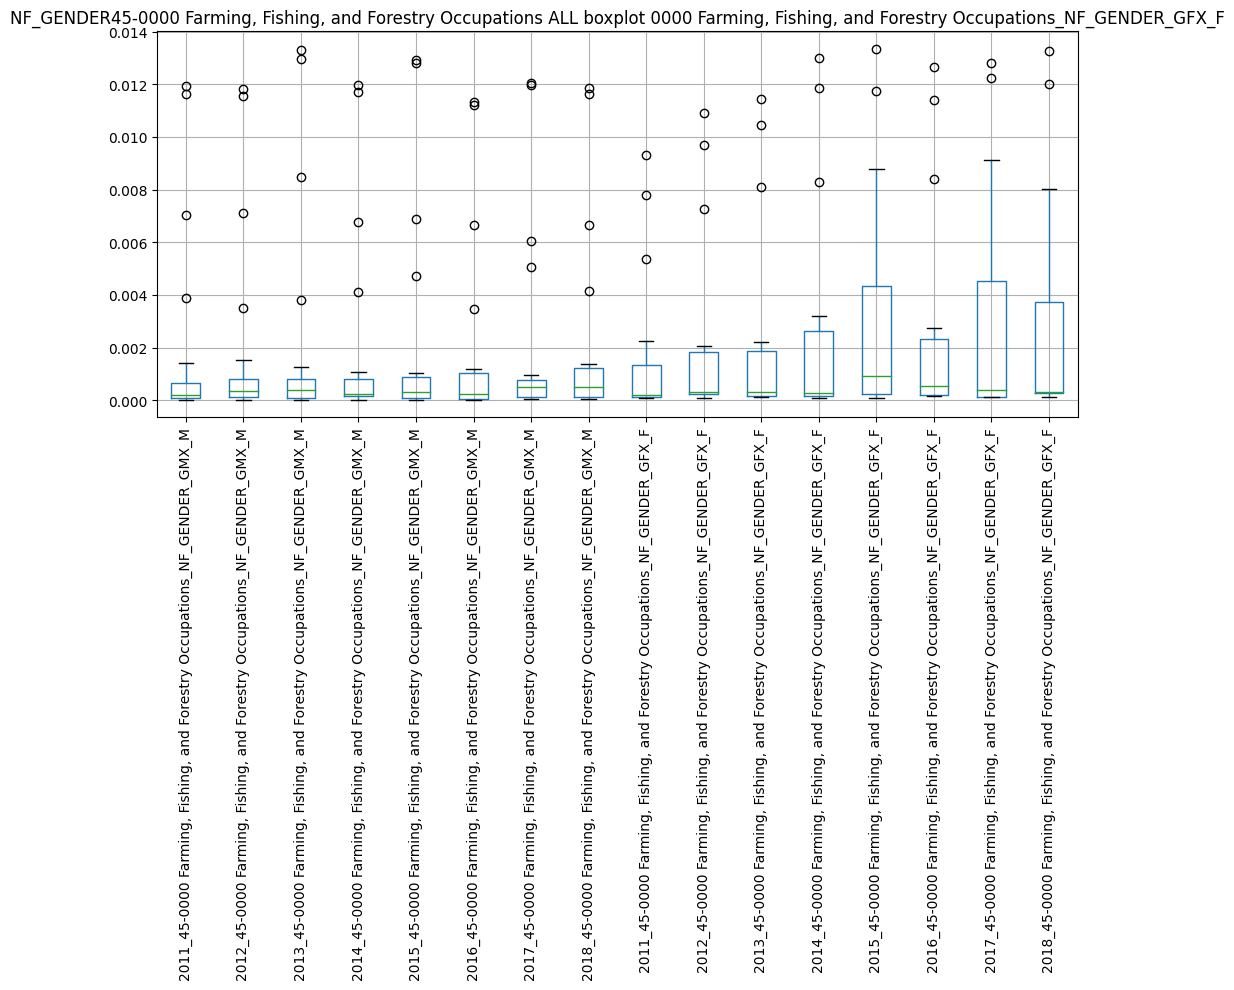 NF_GENDER45-0000 Farming, Fishing, and Forestry Occupations ALL boxplot 0000 Farming, Fishing, and Forestry Occupations_NF_GENDER_GFX_F
0.014
0.012
0.010
0.008
0.006
0.004
0.002
0.000
2011_45-0000 Farming, Fishing, and Forestry Occupations_NF_GENDER_GMX_M
2012_45-0000 Farming, Fishing, and Forestry Occupations_NF_GENDER_GMX_M
2013_45-0000 Farming, Fishing, and Forestry Occupations_NF_GENDER_GMX_M
2014_45-0000 Farming, Fishing, and Forestry Occupations_NF_GENDER_GMX_M
2015_45-0000 Farming, Fishing, and Forestry Occupations_NF_GENDER_GMX_M
2016_45-0000 Farming, Fishing, and Forestry Occupations_NF_GENDER_GMX_M
2017_45-0000 Farming, Fishing, and Forestry Occupations_NF_GENDER_GMX_M
2018_45-0000 Farming, Fishing, and Forestry Occupations_NF_GENDER_GMX_M
2011_45-0000 Farming, Fishing, and Forestry Occupations_NF_GENDER_GFX_F
2012_45-0000 Farming, Fishing, and Forestry Occupations_NF_GENDER_GFX_F
2013_45-0000 Farming, Fishing, and Forestry Occupations_NF_GENDER_GFX_F
2014_45-0000 Farming, Fishing, and Forestry Occupations_NF_GENDER_GFX_F
2015_45-0000 Farming, Fishing, and Forestry Occupations_NF_GENDER_GFX_F
2016_45-0000 Farming, Fishing, and Forestry Occupations_NF_GENDER_GFX_F
2017_45-0000 Farming, Fishing, and Forestry Occupations_NF_GENDER_GFX_F
2018_45-0000 Farming, Fishing, and Forestry Occupations_NF_GENDER_GFX_F